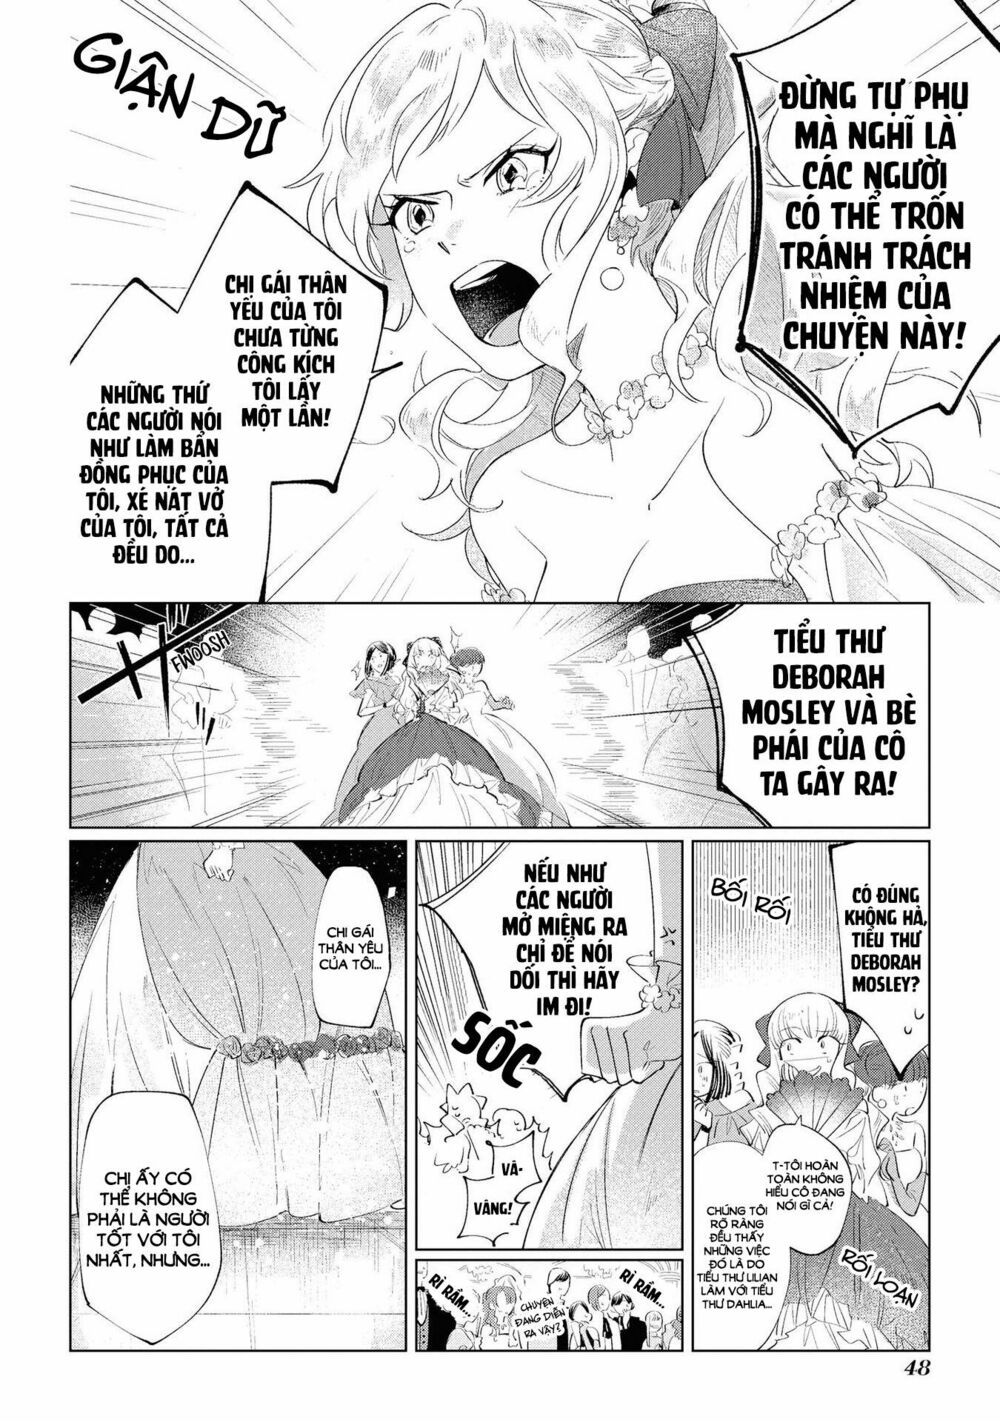 ĐỪNG TỰ PHỤ
MÀ NGHĨ LÀ
CÁC NGƯỜI
CÓ THỂ TRỐN
TRÁNH TRÁCH
NHIỆM CỦA
CHUYỆN NÀY!
GIẬN DỮ
CHỊ GÁI THÂN
YẾU CỦA TÔI
CHƯA TỪNG
CÔNG KÍCH
TÔI LẤY
MỘT LẦN!
NHỮNG THỨ
CÁC NGƯỜI NÓI
NHƯ LÀM BẨN
ĐỒNG PHỤC CỦA
TÔI, XÉ NÁT VỞ
CỦA TÔI, TẤT CẢ
ĐỀU DO...
TIỂU THƯ
DEBORAH
MOSLEY VÀ BÈ
PHÁI CỦA CÔ
TA GÂY RA!
FWOOSH
CÓ ĐÚNG
KHÔNG HẢ,
TIỂU THƯ
DEBORAH
MOSLEY?
BỐI RỐI
T-TÔI HOÀN
TOÀN KHÔNG
HIỂU CÔ ĐANG
NÓI GÌ CẢ!
CHÚNG TÔI
RÕ RÀNG
ĐỀU THẤY
NHỮNG VIỆC
ĐÓ LÀ DO
TIỂU THƯ LILIAN
LÀM VỚI TIỂU
THƯ DAHLIA...
RỐI LOẠN
NẾU NHƯ
CÁC NGƯỜI
MỞ MIỆNG RA
CHỈ ĐỂ NÓI
DỐI THÌ HÃY
IM ĐI!
SỐC
VÂ-
VÂNG!
RÌ RẦM...
CHUYỆN
ĐANG DIỄN
RA VẬY?
RÌ RẦM...
CHỊ GÁI
THÂN YÊU
CỦA TÔI...
CHỊ ẤY CÓ
THỂ KHÔNG
PHẢI LÀ NGƯỜI
TỐT VỚI TÔI
NHẤT, NHƯNG...
48